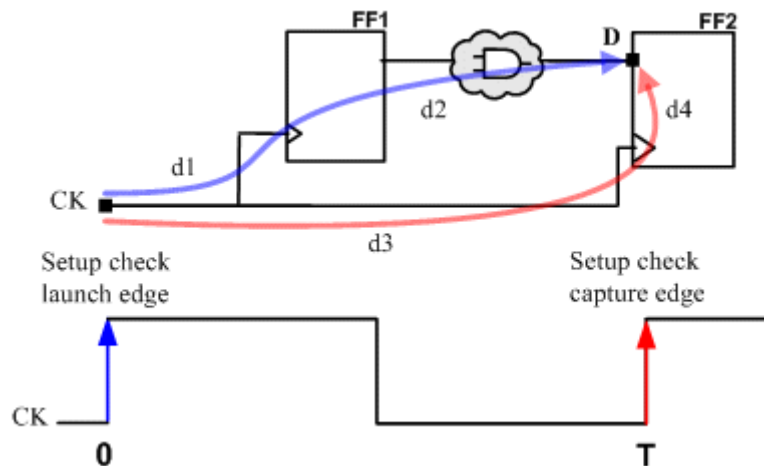 FF1
D
FF2
d2
d4
d1
CK
d3
Setup check
launch edge
Setup check
capture edge
CK
0
T